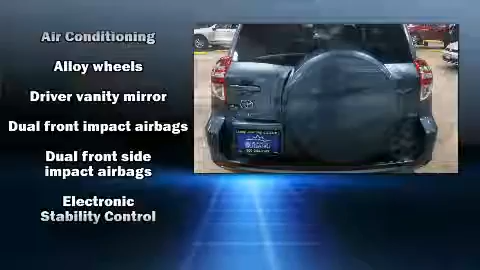 Air Conditioning
Alloy wheels
Driver vanity mirror
Dual front impact airbags
Dual front side
impact airbags
Electronic
Stability Control